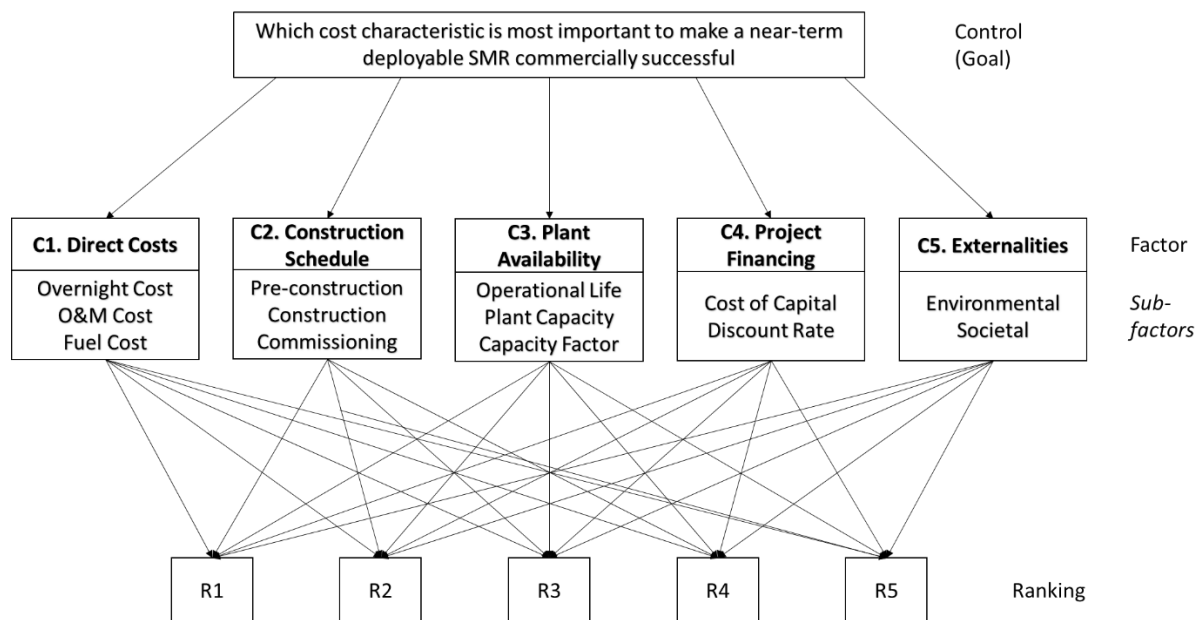 Which cost characteristic is most important to make a near-term
deployable SMR commercially successful
Control
(Goal)
C1. Direct Costs
Overnight Cost
O&M Cost
Fuel Cost
C2. Construction
Schedule
Pre-construction
Construction
Commissioning
C3. Plant
Availability
Operational Life
Plant Capacity
Capacity Factor
C4. Project
Financing
Cost of Capital
Discount Rate
C5. Externalities
Environmental
Societal
Factor
Sub-
factors
R1
R2
R3
R4
R5
Ranking